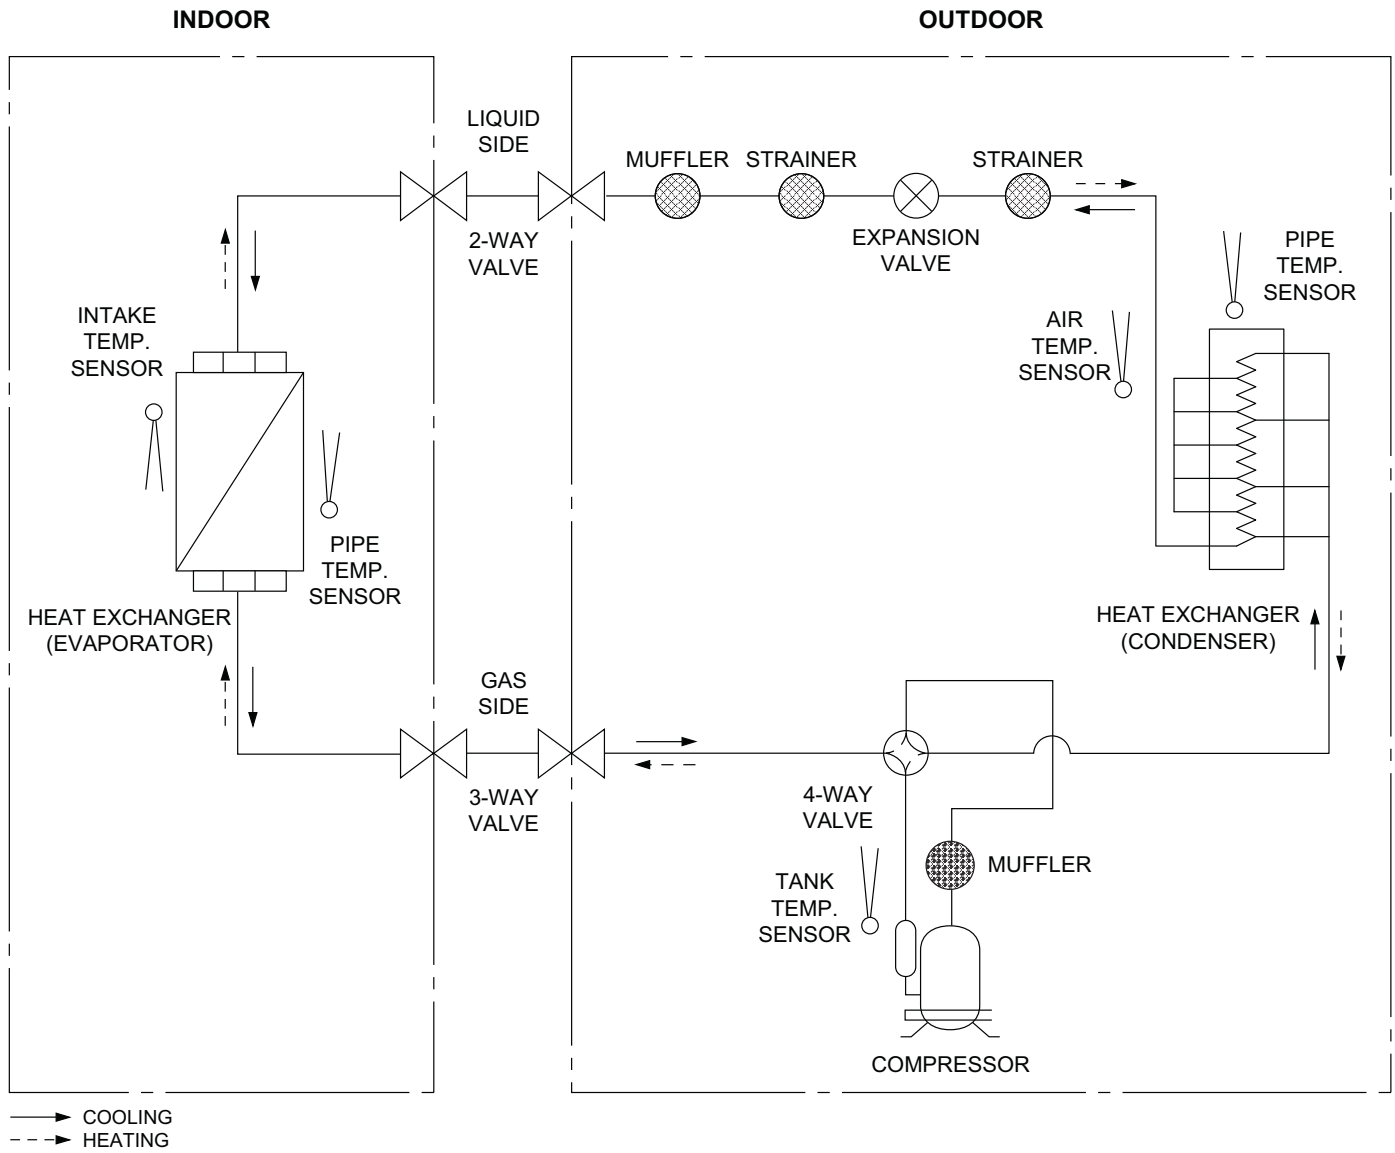 INDOOR
OUTDOOR
LIQUID
SIDE
MUFFLER
STRAINER
STRAINER
2-WAY
VALVE
EXPANSION
VALVE
PIPE
TEMP.
SENSOR
INTAKE
TEMP.
SENSOR
AIR
TEMP.
SENSOR
PIPE
TEMP.
SENSOR
HEAT EXCHANGER
(EVAPORATOR)
HEAT EXCHANGER
(CONDENSER)
GAS
SIDE
3-WAY
VALVE
4-WAY
VALVE
MUFFLER
TANK
TEMP.
SENSOR
COMPRESSOR
COOLING
HEATING